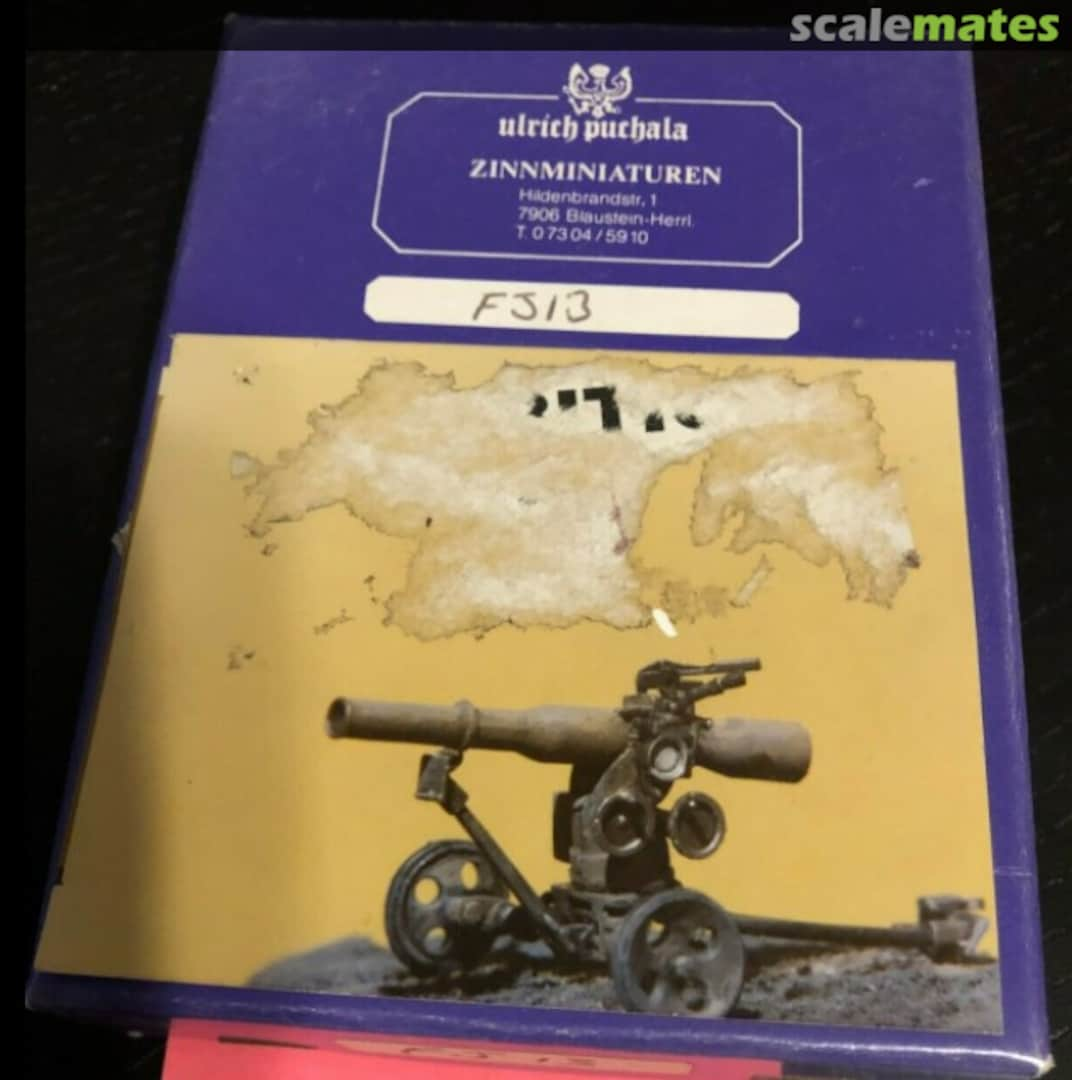 scalemates
ulrich puchala
ZINNMINIATUREN
Hildenbrandstr. 1
7906 Blaustein-Herrl.
T. 07304/5910
FJ13